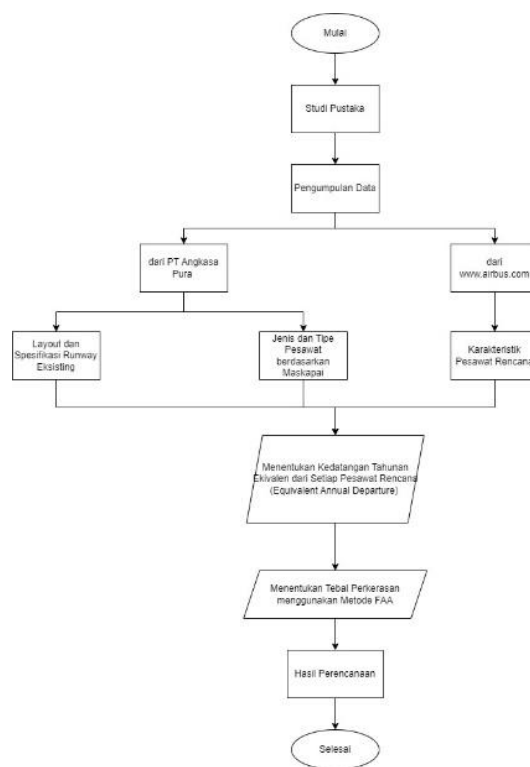 Mulai
Studi Pustaka
Pengumpulan Data
dari PT Angkasa
Pura
dari
www.airbus.com
Layout dan
Spesifikasi Runway
Eksisting
Jenis dan Tipe
Pesawat
berdasarkan
Maskapai
Karakteristik
Pesawat Rencana
Menentukan Kedatangan Tahunan
Ekivalen dari Setiap Pesawat Rencana
(Equivalent Annual Departure)
Menentukan Tebal Perkerasan
menggunakan Metode FAA
Hasil Perencanaan
Selesai